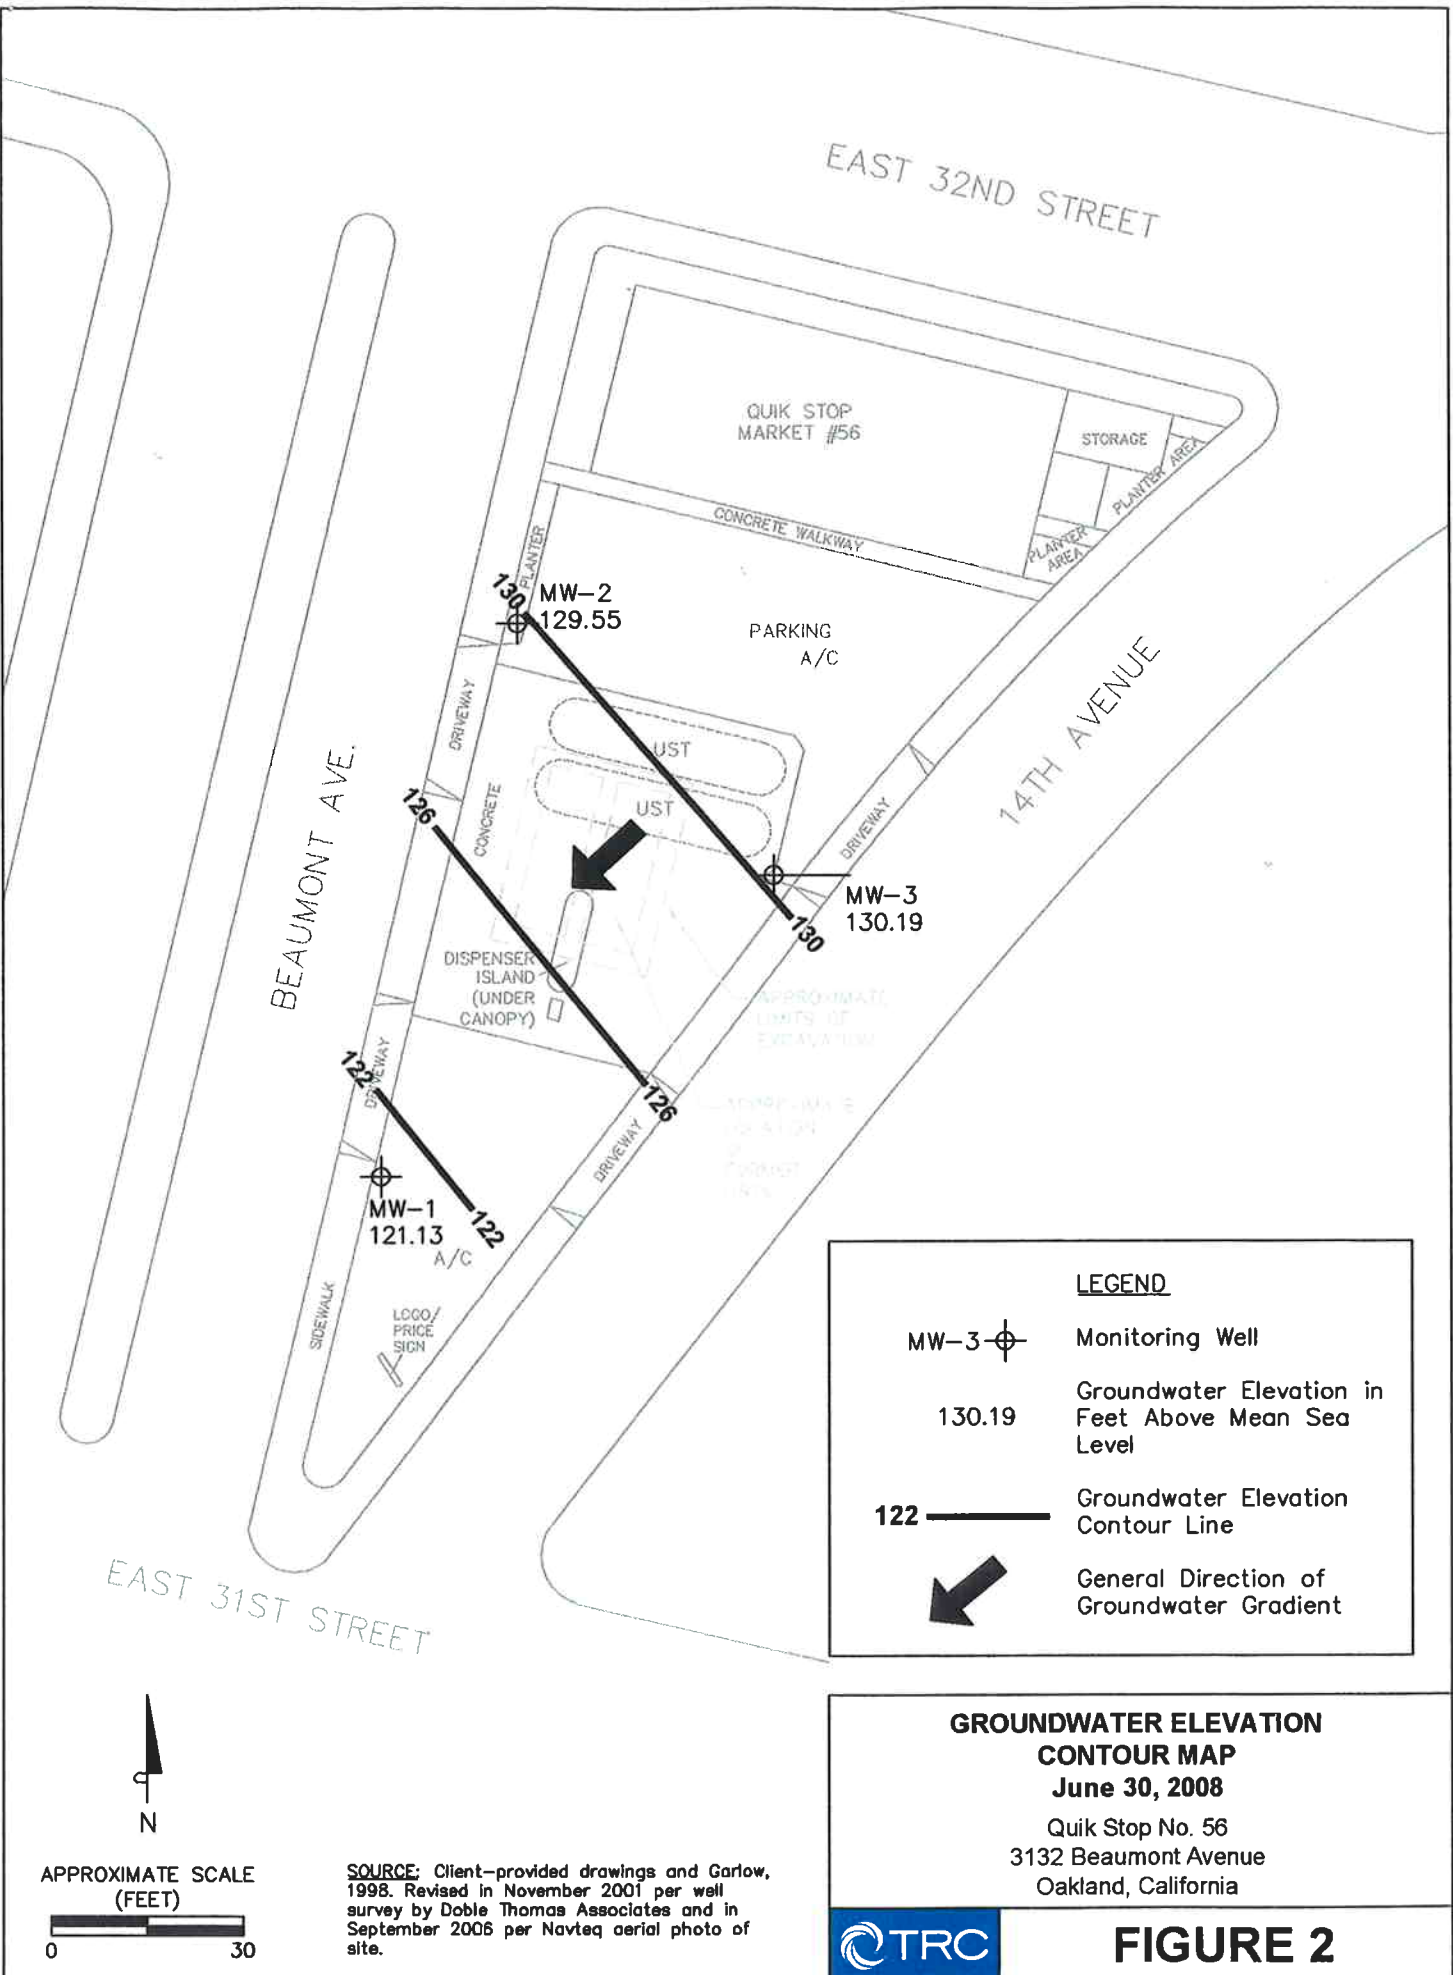 EAST 32ND STREET
QUIK STOP
MARKET #56
STORAGE
PLANTER AREA
PLANTER
AREA
CONCRETE WALKWAY
PLANTER
130
MW-2
129.55
PARKING
A/C
DRIVEWAY
UST
UST
14TH AVENUE
BEAUMONT AVE.
126
CONCRETE
DRIVEWAY
MW-3
130.19
130
DISPENSER
ISLAND
(UNDER
CANOPY)
APPROXIMATE
LIMITS OF
EXCAVATION
122
DRIVEWAY
126
DRIVEWAY
MW-1
121.13
122
A/C
SIDEWALK
LOGO/
PRICE
SIGN
EAST 31ST STREET
LEGEND
MW-3
Monitoring Well
130.19
Groundwater Elevation in
Feet Above Mean Sea
Level
122
Groundwater Elevation
Contour Line
General Direction of
Groundwater Gradient
N
APPROXIMATE SCALE
(FEET)
0 30
SOURCE: Client-provided drawings and Garlow,
1998. Revised in November 2001 per well
survey by Doble Thomas Associates and in
September 2006 per Navteq aerial photo of
site.
GROUNDWATER ELEVATION
CONTOUR MAP
June 30, 2008
Quik Stop No. 56
3132 Beaumont Avenue
Oakland, California
TRC
FIGURE 2